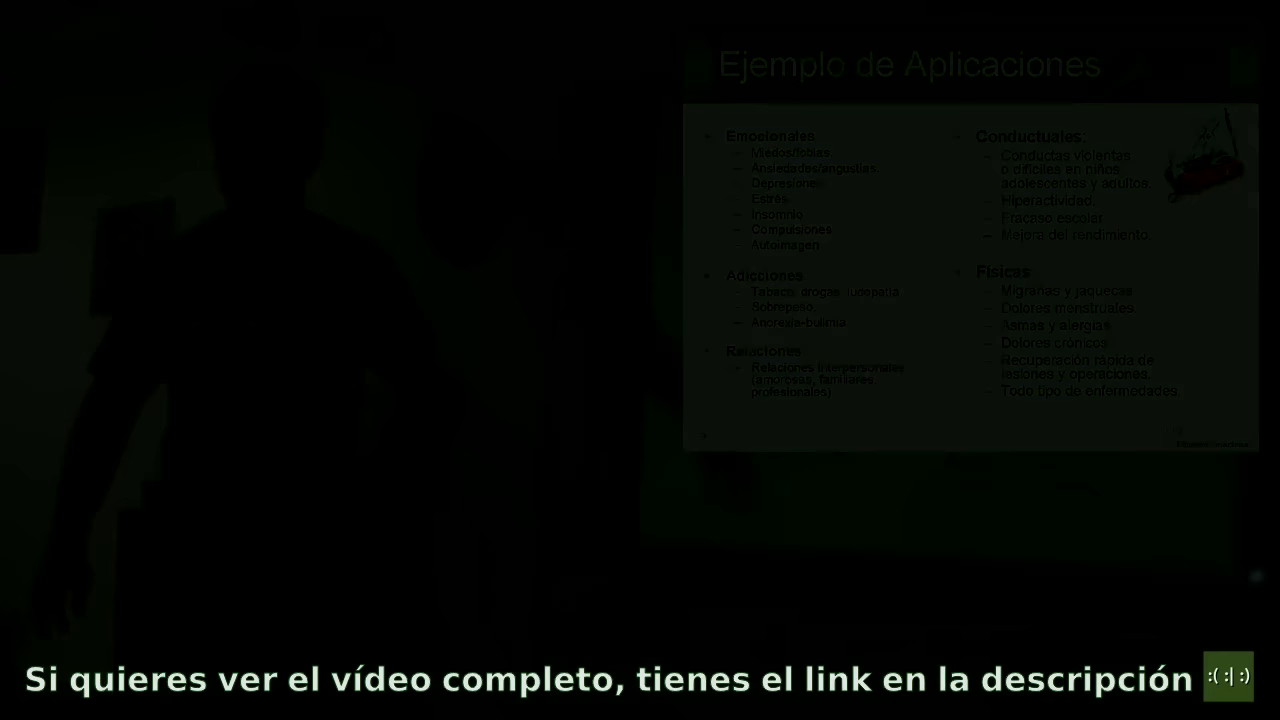 Ejemplo de Aplicaciones
Emocionales
Miedos/fobias
Ansiedades/angustias
Depresiones
Estrés
Insomnio
Compulsiones
Autoimagen
Adicciones
Tabaco, drogas, ludopatía
Sobrepeso
Anorexia-bulimia
Relaciones
Relaciones Interpersonales
(amorosas, familiares,
profesionales)
Conductuales:
Conductas violentas
o difíciles en niños,
adolescentes y adultos.
Hiperactividad.
Fracaso escolar
Mejora del rendimiento.
Físicas
Migrañas y jaquecas
Dolores menstruales
Asmas y alergias
Dolores crónicos
Recuperación rápida de
lesiones y operaciones.
Todo tipo de enfermedades.
Si quieres ver el vídeo completo, tienes el link en la descripción
:( :| :)